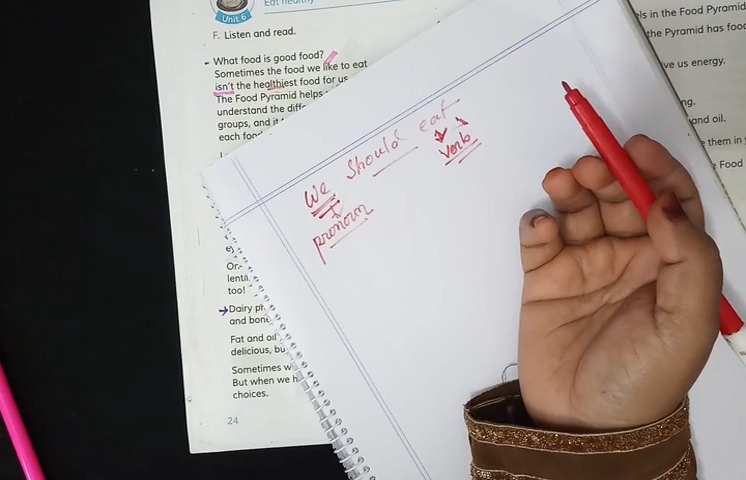 Eat healthy
Unit 6
F. Listen and read.
What food is good food?
Sometimes the food we like to eat
isn't the healthiest food for us
The Food Pyramid helps
understand the diff
groups, and it
each foo
We should eat
pronoun
verb
Or
lenti
too!
Dairy pr
and bone
Fat and oil
delicious, bu
Sometimes w
But when we h
choices.
24
els in the Food Pyramid
the Pyramid has foo
ve us energy.
ng.
and oil.
them in y
Food